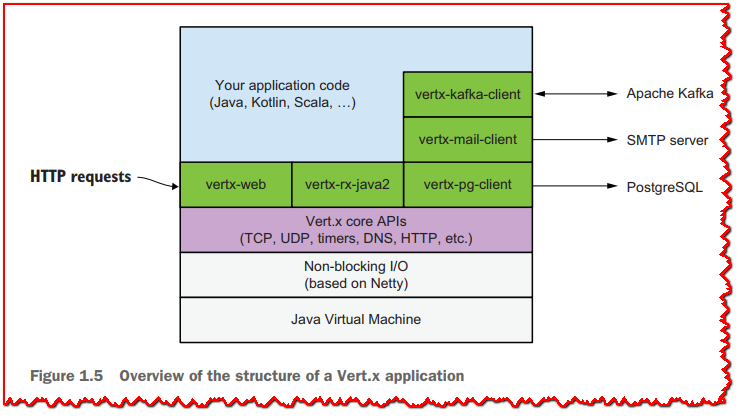 Your application code
(Java, Kotlin, Scala, …)
vertx-kafka-client
Apache Kafka
vertx-mail-client
SMTP server
HTTP requests
vertx-web
vertx-rx-java2
vertx-pg-client
PostgreSQL
Vert.x core APIs
(TCP, UDP, timers, DNS, HTTP, etc.)
Non-blocking I/O
(based on Netty)
Java Virtual Machine
Figure 1.5 Overview of the structure of a Vert.x application